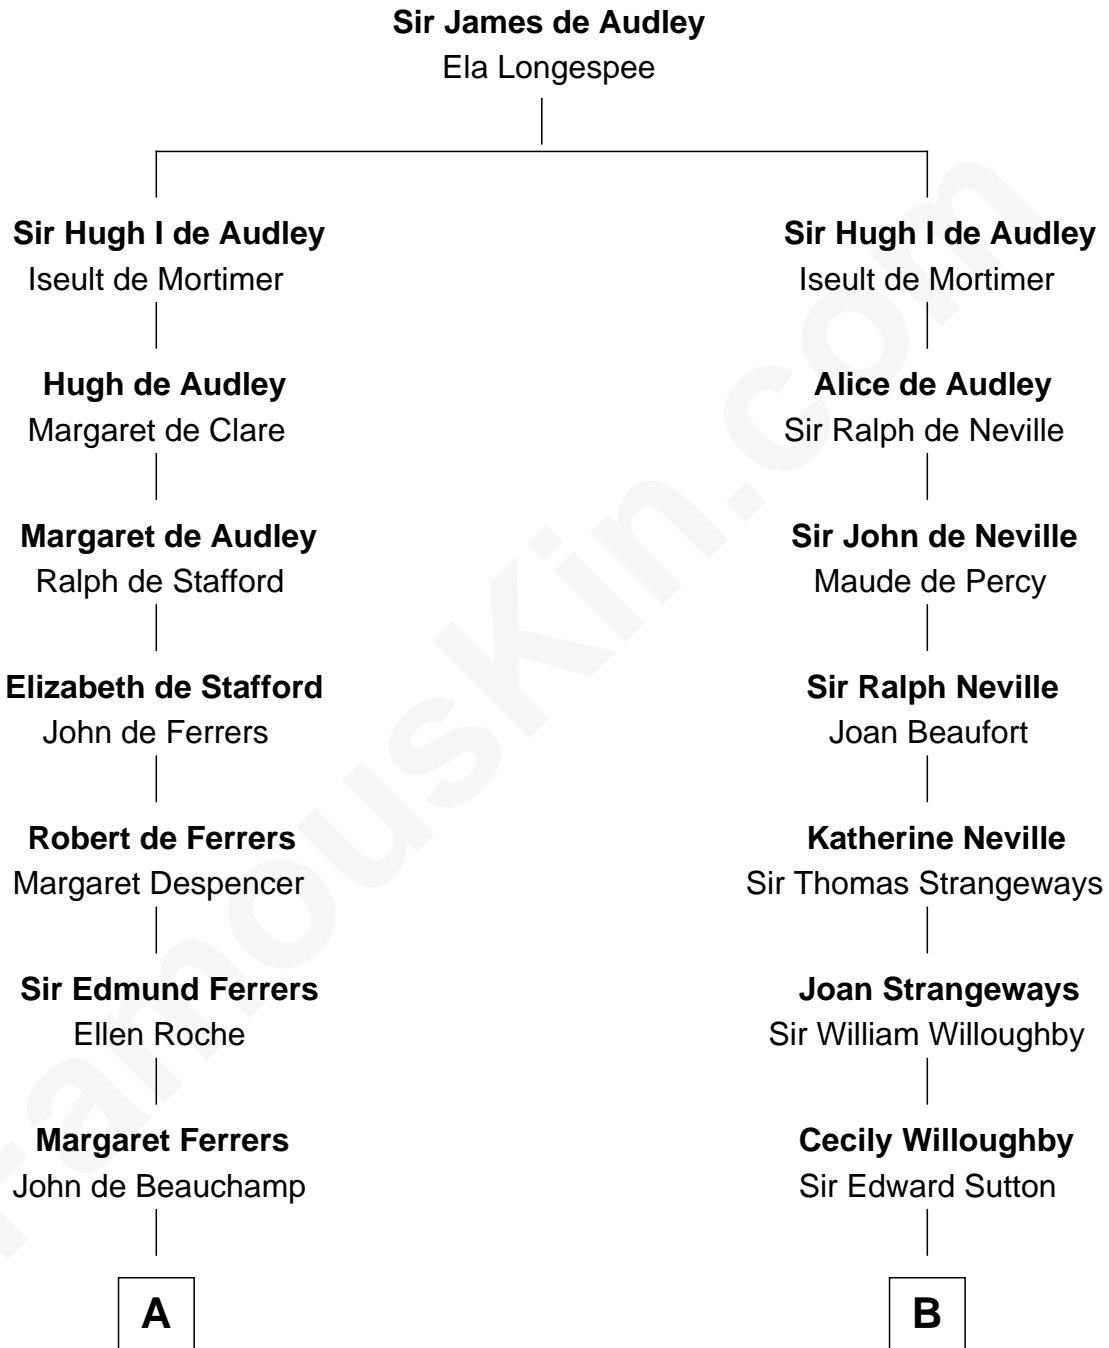 Sir James de Audley
Ela Longespee
Sir Hugh I de Audley
Iseult de Mortimer
Hugh de Audley
Margaret de Clare
Margaret de Audley
Ralph de Stafford
Elizabeth de Stafford
John de Ferrers
Robert de Ferrers
Margaret Despencer
Sir Edmund Ferrers
Ellen Roche
Margaret Ferrers
John de Beauchamp
A
Sir Hugh I de Audley
Iseult de Mortimer
Alice de Audley
Sir Ralph de Neville
Sir John de Neville
Maude de Percy
Sir Ralph Neville
Joan Beaufort
Katherine Neville
Sir Thomas Strangeways
Joan Strangeways
Sir William Willoughby
Cecily Willoughby
Sir Edward Sutton
B
FamousKin.com